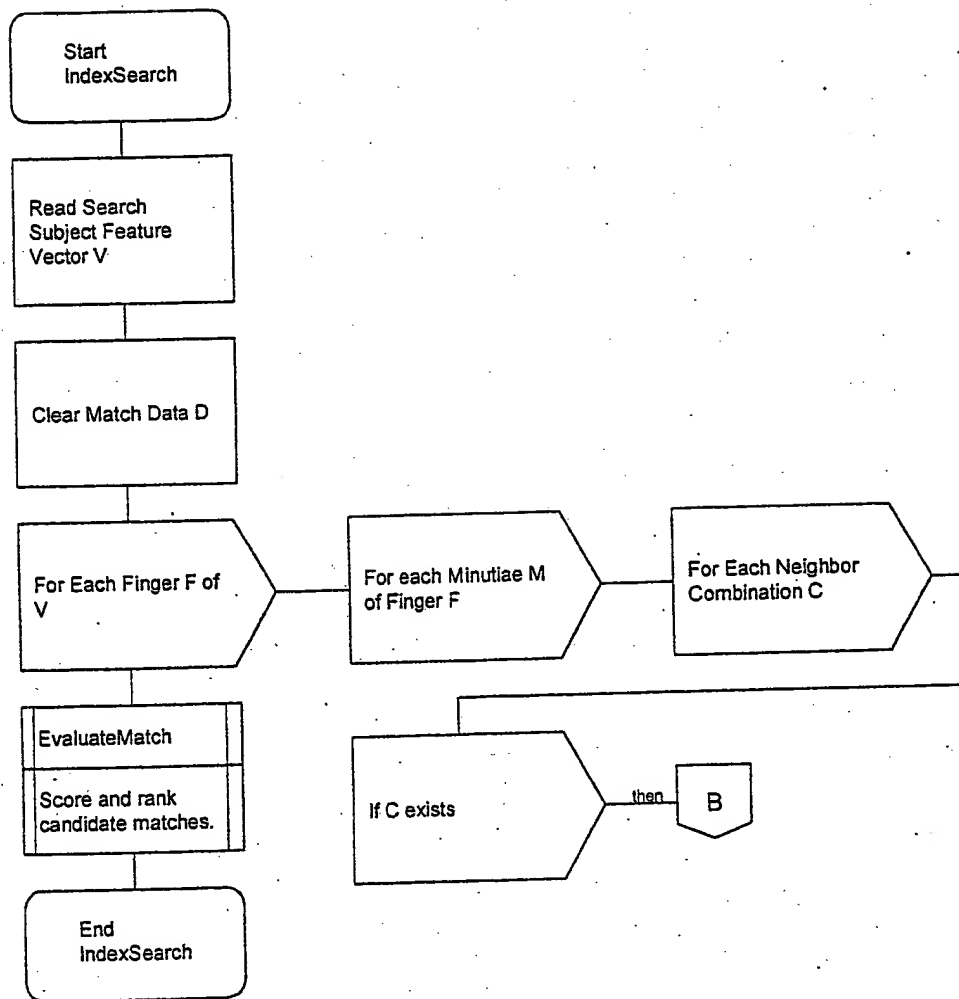 Start
IndexSearch
Read Search
Subject Feature
Vector V
Clear Match Data D
For Each Finger F of
V
For each Minutiae M
of Finger F
For Each Neighbor
Combination C
EvaluateMatch
Score and rank
candidate matches.
If C exists
then
B
End
IndexSearch